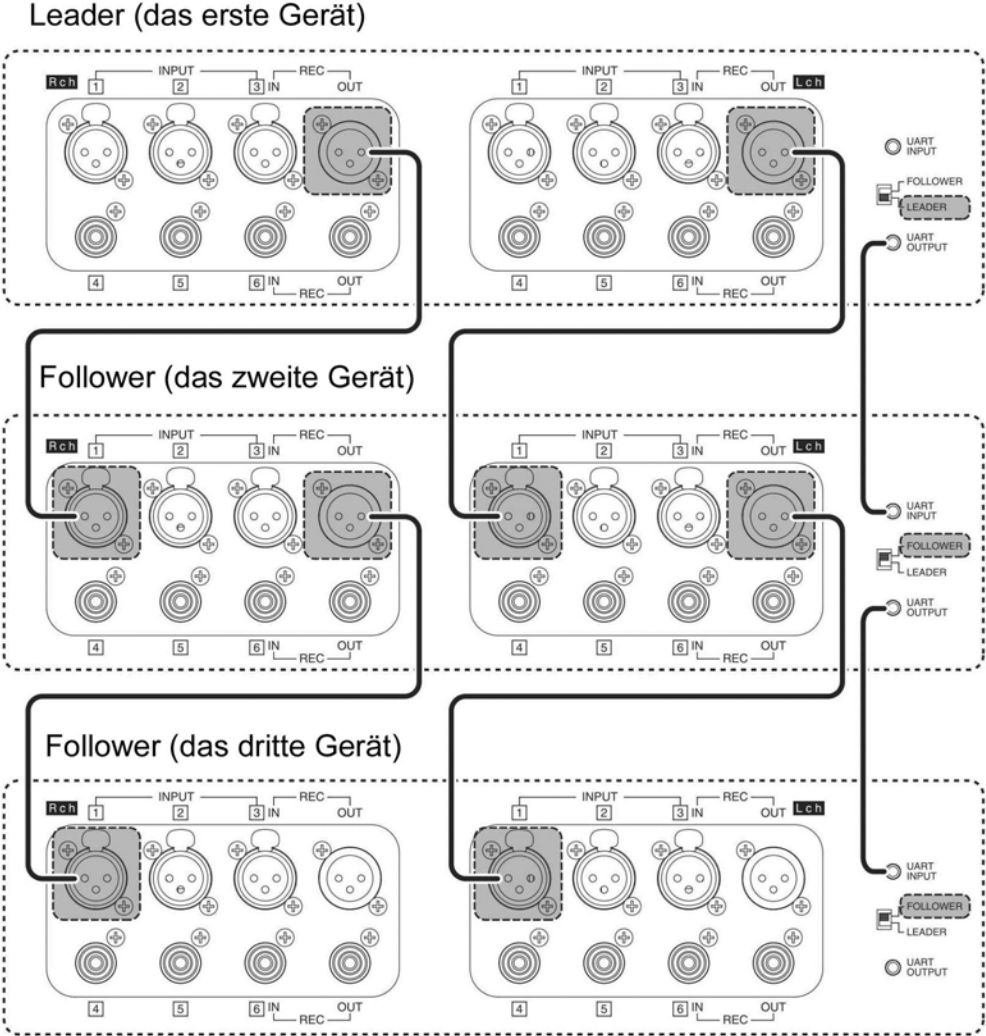 Leader (das erste Gerät)
Rch 1 INPUT 2 3 IN REC OUT
1 INPUT 2 3 IN REC OUT Lch
UART
INPUT
FOLLOWER
LEADER
UART
OUTPUT
4 5 6 IN REC OUT
4 5 6 IN REC OUT
Follower (das zweite Gerät)
Rch 1 INPUT 2 3 IN REC OUT
1 INPUT 2 3 IN REC OUT Lch
UART
INPUT
FOLLOWER
LEADER
UART
OUTPUT
4 5 6 IN REC OUT
4 5 6 IN REC OUT
Follower (das dritte Gerät)
Rch 1 INPUT 2 3 IN REC OUT
1 INPUT 2 3 IN REC OUT Lch
UART
INPUT
FOLLOWER
LEADER
UART
OUTPUT
4 5 6 IN REC OUT
4 5 6 IN REC OUT